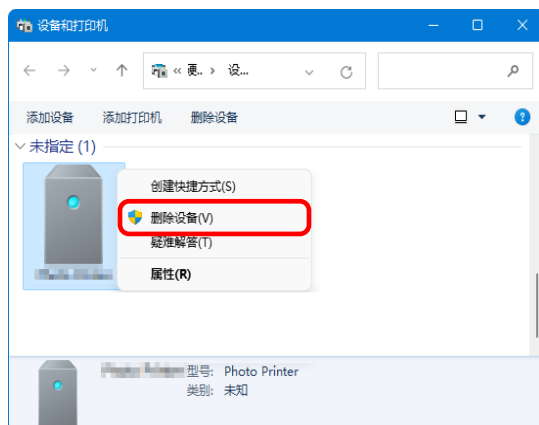 设备和打印机
« 硬.. › 设...
添加设备 添加打印机 删除设备
未指定 (1)
创建快捷方式(S)
删除设备(V)
疑难解答(T)
属性(R)
型号: Photo Printer
类别: 未知